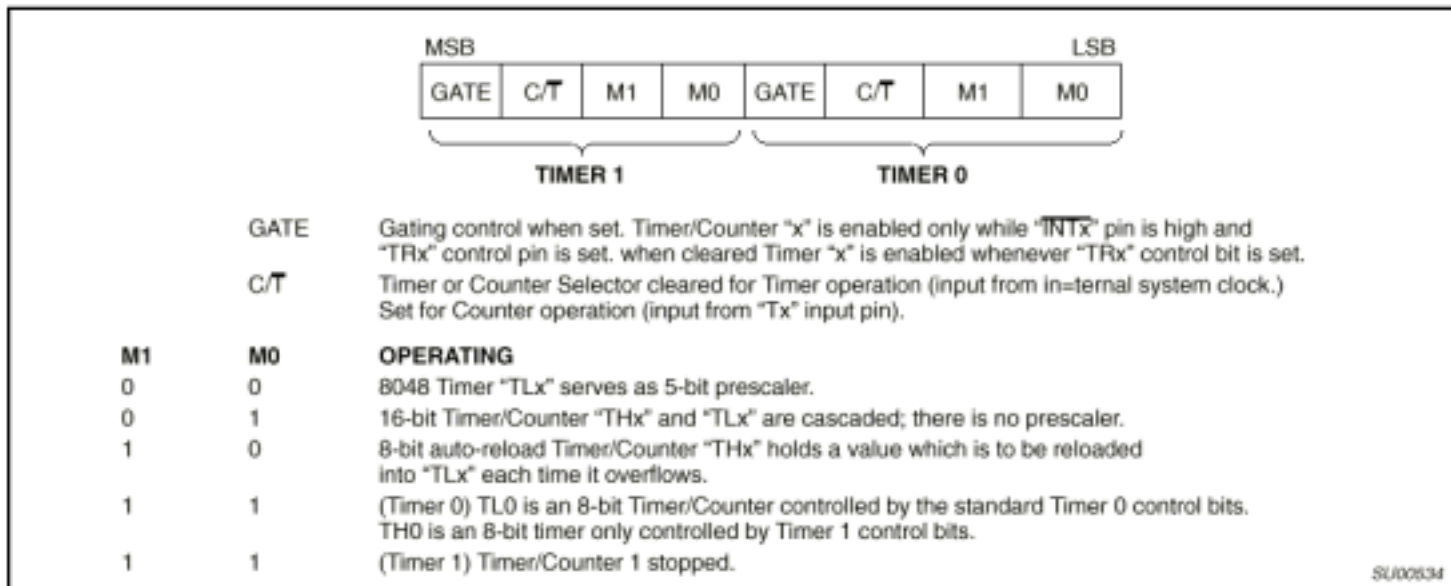 MSB LSB
GATE C/T̅ M1 M0 GATE C/T̅ M1 M0
TIMER 1 TIMER 0
GATE Gating control when set. Timer/Counter “x” is enabled only while “I̅N̅T̅x̅” pin is high and
“TRx” control pin is set. when cleared Timer “x” is enabled whenever “TRx” control bit is set.
C/T̅ Timer or Counter Selector cleared for Timer operation (input from in=ternal system clock.)
Set for Counter operation (input from “Tx” input pin).
M1 M0 OPERATING
0 0 8048 Timer “TLx” serves as 5-bit prescaler.
0 1 16-bit Timer/Counter “THx” and “TLx” are cascaded; there is no prescaler.
1 0 8-bit auto-reload Timer/Counter “THx” holds a value which is to be reloaded
into “TLx” each time it overflows.
1 1 (Timer 0) TL0 is an 8-bit Timer/Counter controlled by the standard Timer 0 control bits.
TH0 is an 8-bit timer only controlled by Timer 1 control bits.
1 1 (Timer 1) Timer/Counter 1 stopped.
SU00534